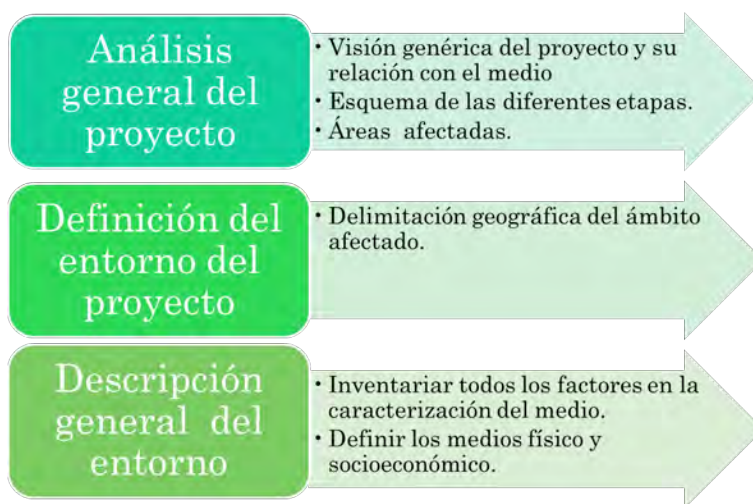 Análisis
general del
proyecto
• Visión genérica del proyecto y su
relación con el medio
• Esquema de las diferentes etapas.
• Áreas afectadas.
Definición del
entorno del
proyecto
• Delimitación geográfica del ámbito
afectado.
Descripción
general del
entorno
• Inventariar todos los factores en la
caracterización del medio.
• Definir los medios físico y
socioeconómico.